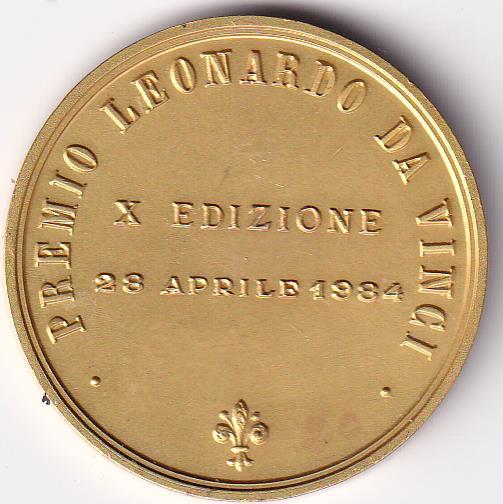 PREMIO LEONARDO DA VINCI
X EDIZIONE
28 APRILE 1984